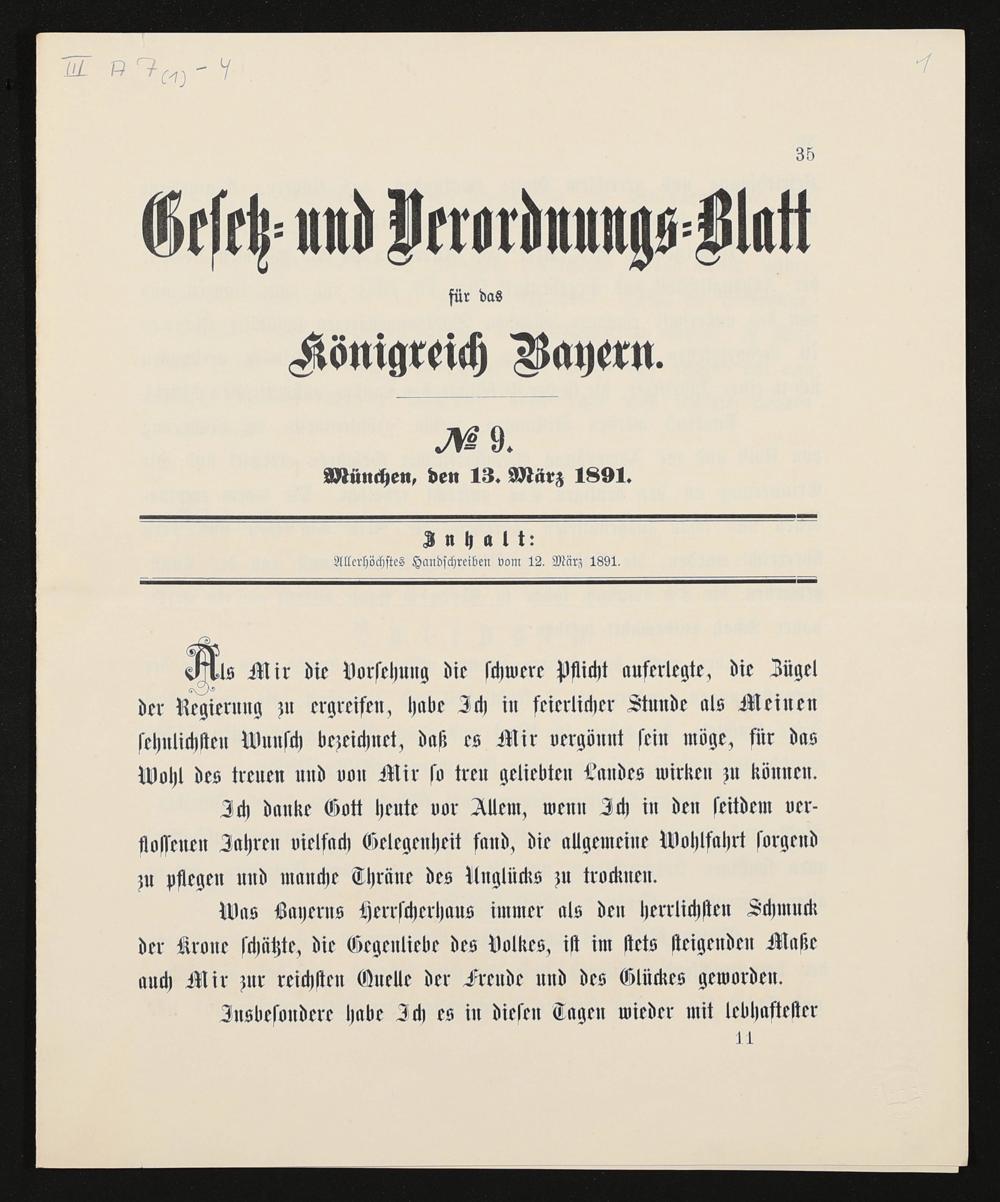 III A 7(1) - 4
1
35
Gesetz- und Verordnungs-Blatt
für das
Königreich Bayern.
№ 9.
München, den 13. März 1891.
Inhalt:
Allerhöchstes Handschreiben vom 12. März 1891.
Als Mir die Vorsehung die schwere Pflicht auferlegte, die Zügel
der Regierung zu ergreifen, habe Ich in feierlicher Stunde als Meinen
sehnlichsten Wunsch bezeichnet, daß es Mir vergönnt sein möge, für das
Wohl des treuen und von Mir so treu geliebten Landes wirken zu können.
Ich danke Gott heute vor Allem, wenn Ich in den seitdem ver-
flossenen Jahren vielfach Gelegenheit fand, die allgemeine Wohlfahrt sorgend
zu pflegen und manche Thräne des Unglücks zu trocknen.
Was Bayerns Herrscherhaus immer als den herrlichsten Schmuck
der Krone schätzte, die Gegenliebe des Volkes, ist im stets steigenden Maße
auch Mir zur reichsten Quelle der Freude und des Glückes geworden.
Insbesondere habe Ich es in diesen Tagen wieder mit lebhaftester
11